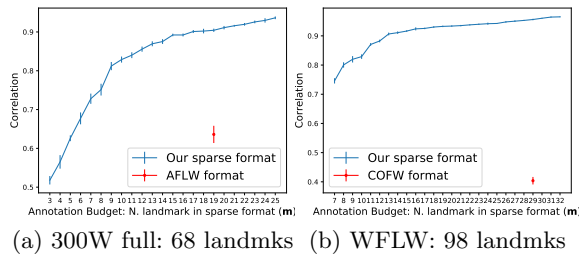 0.9
0.8
0.7
0.6
0.5
Correlation
Our sparse format
AFLW format
3 4 5 6 7 8 9 10 11 12 13 14 15 16 17 18 19 20 21 22 23 24 25
Annotation Budget: N. landmark in sparse format (m)
(a) 300W full: 68 landmks
0.9
0.8
0.7
0.6
0.5
0.4
Correlation
Our sparse format
COFW format
7 8 9 10 11 12 13 14 15 16 17 18 19 20 21 22 23 24 25 26 27 28 29 30 31 32
Annotation Budget: N. landmark in sparse format (m)
(b) WFLW: 98 landmks